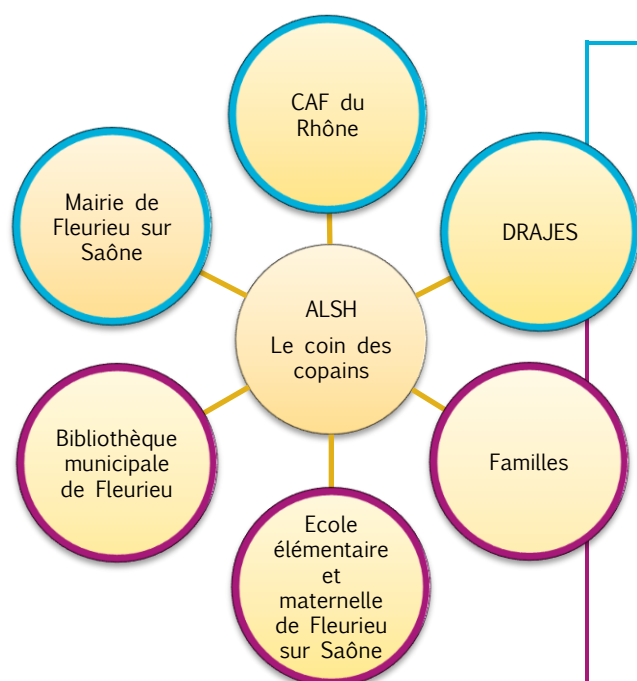 CAF du
Rhône
Mairie de
Fleurieu sur
Saône
DRAJES
ALSH
Le coin des
copains
Bibliothèque
municipale
de Fleurieu
Familles
Ecole
élémentaire
et
maternelle
de Fleurieu
sur Saône